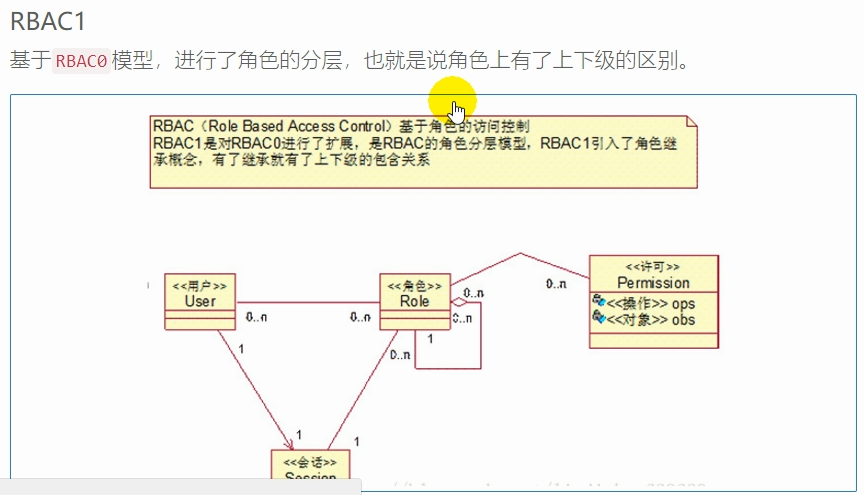 RBAC1
基于RBAC0模型，进行了角色的分层，也就是说角色上有了上下级的区别。
RBAC（Role Based Access Control）基于角色的访问控制
RBAC1是对RBAC0进行了扩展，是RBAC的角色分层模型，RBAC1引入了角色继
承概念，有了继承就有了上下级的包含关系
<<用户>>
User
<<角色>>
Role
<<许可>>
Permission
<<操作>> ops
<<对象>> obs
0..n
0..n
0..n
0..n
0..n
1
0..n
1
1
1
<<会话>>
Session